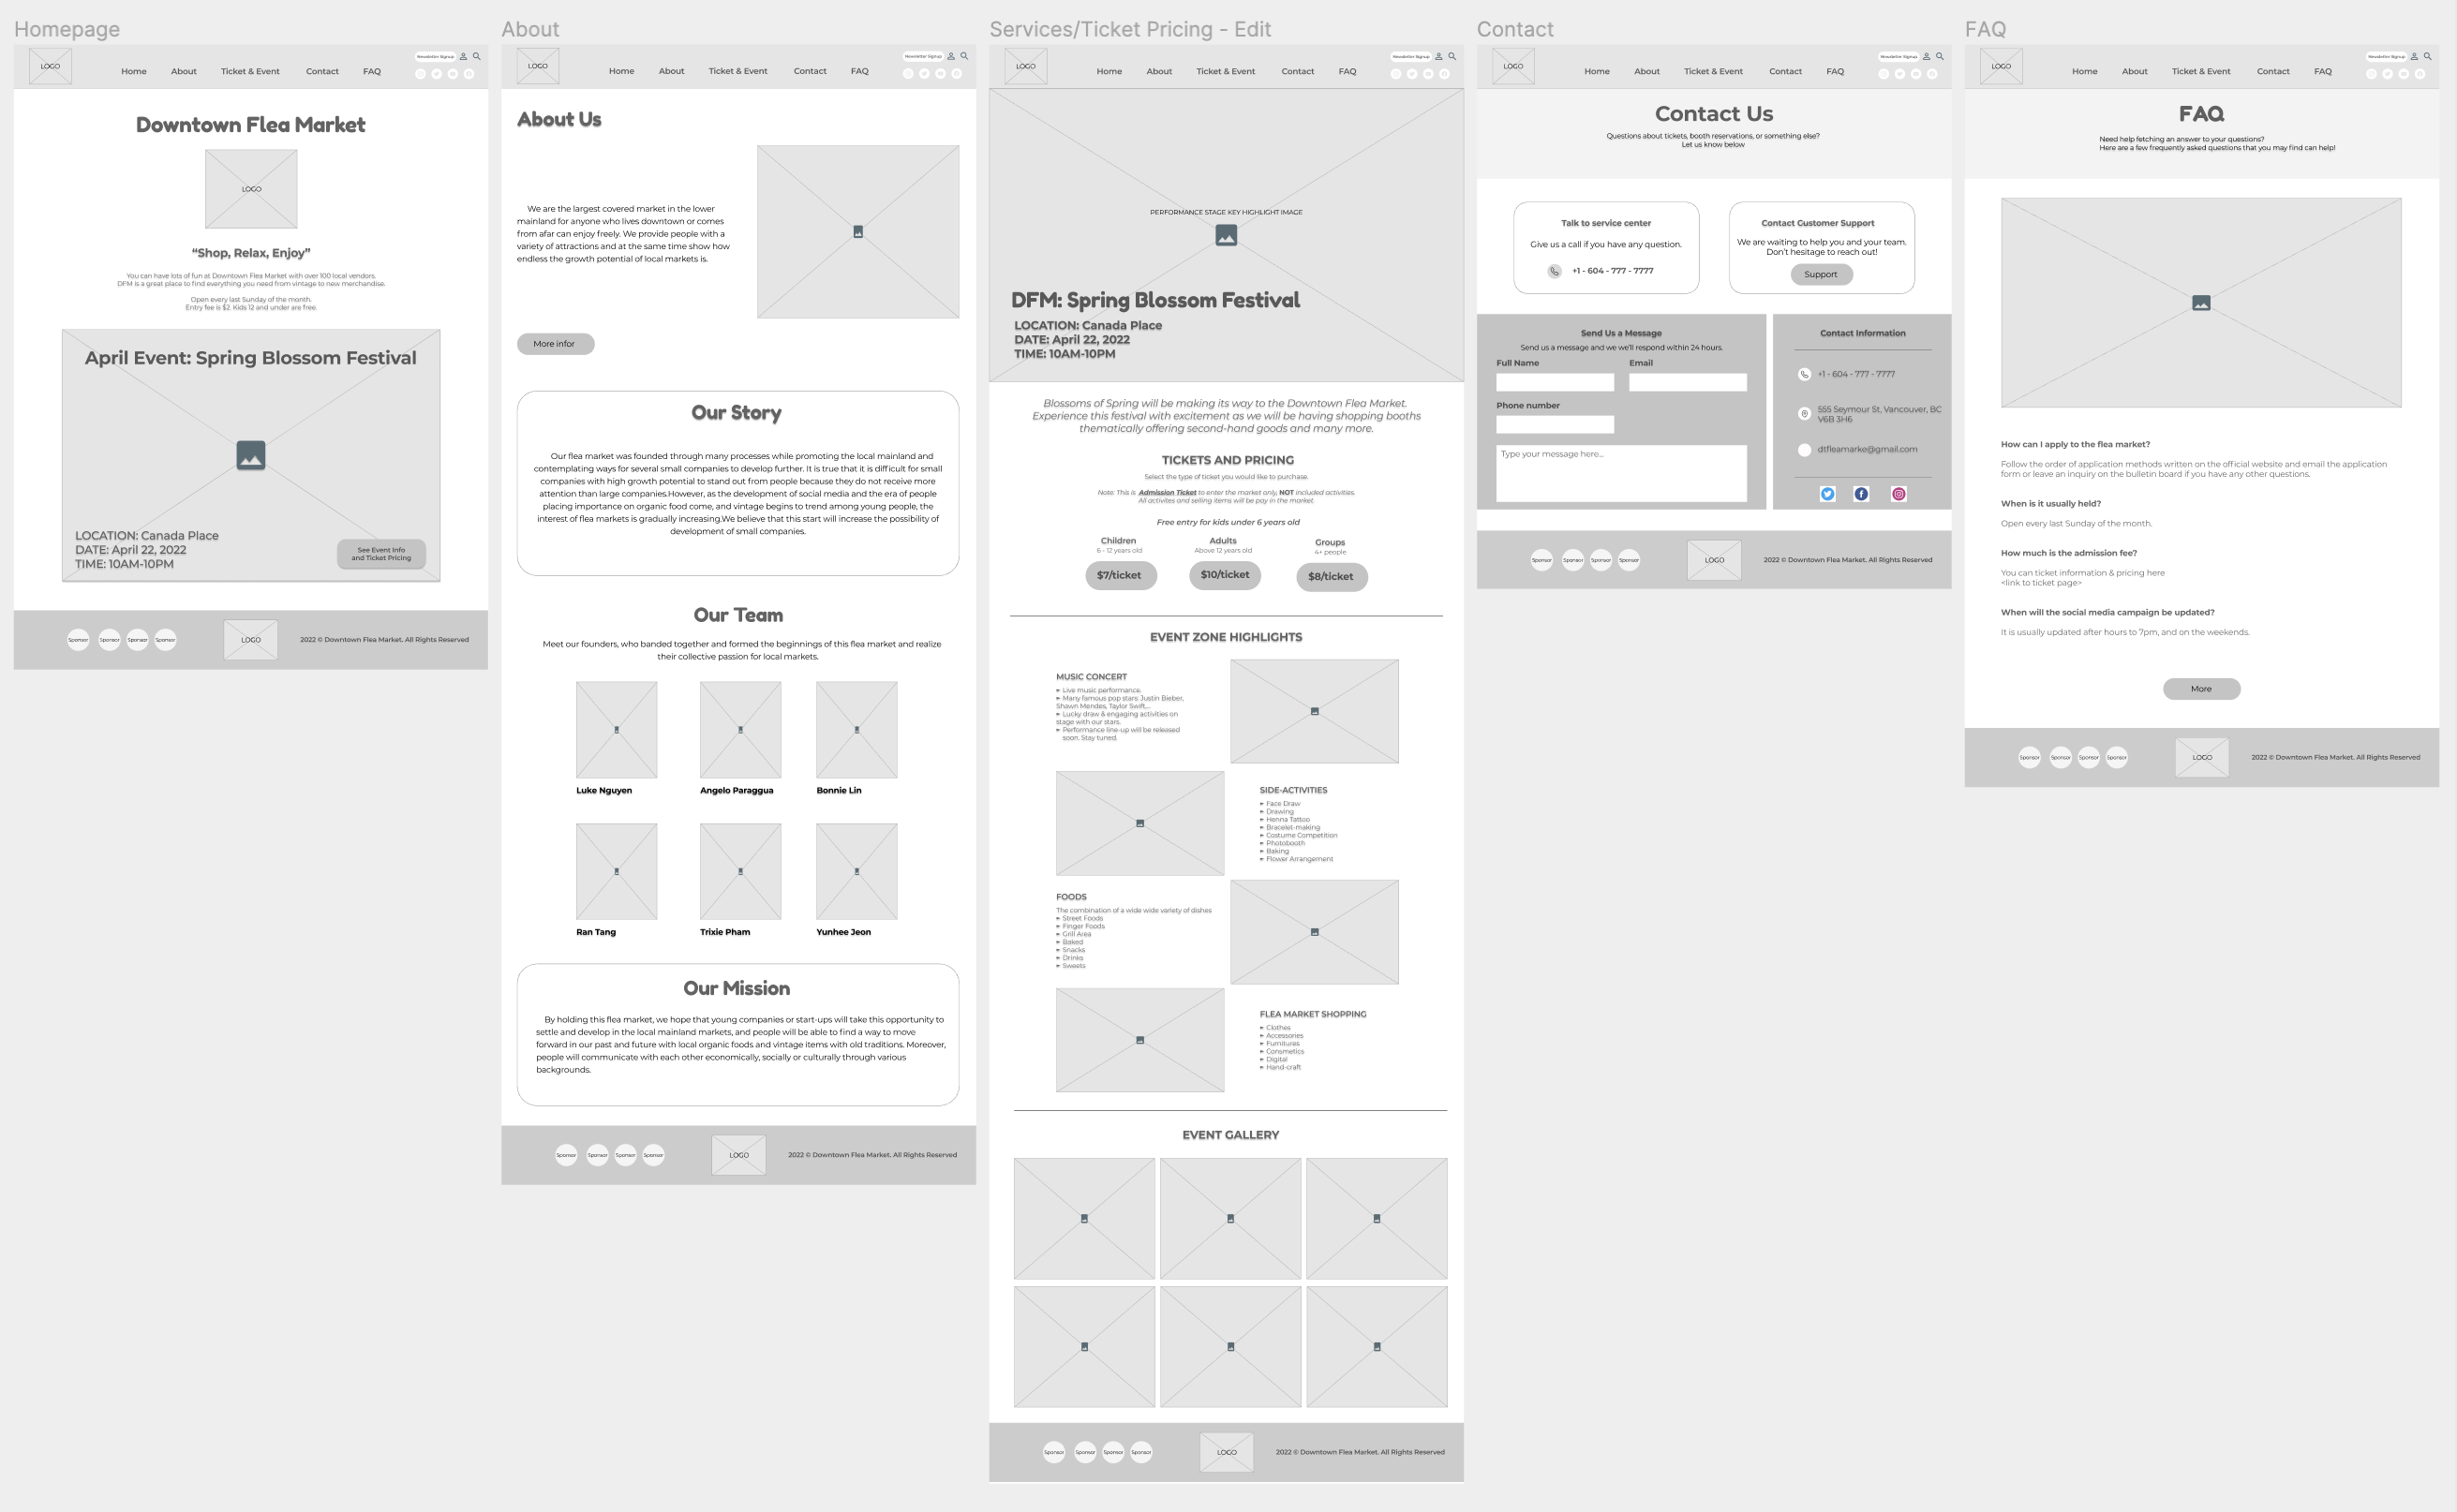 Homepage
LOGO
Newsletter Signup
Home
About
Ticket & Event
Contact
FAQ
Downtown Flea Market
LOGO
“Shop, Relax, Enjoy”
You can have lots of fun at Downtown Flea Market with over 100 local vendors.
DFM is a great place to find everything you need from vintage to new merchandise.
Open every last Sunday of the month.
Entry fee is $2. Kids 12 and under are free.
April Event: Spring Blossom Festival
LOCATION: Canada Place
DATE: April 22, 2022
TIME: 10AM-10PM
See Event Info
and Ticket Pricing
Sponsor
Sponsor
Sponsor
Sponsor
LOGO
2022 © Downtown Flea Market. All Rights Reserved
About
LOGO
Newsletter Signup
Home
About
Ticket & Event
Contact
FAQ
About Us
We are the largest covered market in the lower
mainland for anyone who lives downtown or comes
from afar can enjoy freely. We provide people with a
variety of attractions and at the same time show how
endless the growth potential of local markets is.
More infor
Our Story
Our flea market was founded through many processes while promoting the local mainland and
contemplating ways for several small companies to develop further. It is true that it is difficult for small
companies with high growth potential to stand out from people because they do not receive more
attention than large companies.However, as the development of social media and the era of people
placing importance on organic food come, and vintage begins to trend among young people, the
interest of flea markets is gradually increasing.We believe that this start will increase the possibility of
development of small companies.
Our Team
Meet our founders, who banded together and formed the beginnings of this flea market and realize
their collective passion for local markets.
Luke Nguyen
Angelo Paraggua
Bonnie Lin
Ran Tang
Trixie Pham
Yunhee Jeon
Our Mission
By holding this flea market, we hope that young companies or start-ups will take this opportunity to
settle and develop in the local mainland markets, and people will be able to find a way to move
forward in our past and future with local organic foods and vintage items with old traditions. Moreover,
people will communicate with each other economically, socially or culturally through various
backgrounds.
Sponsor
Sponsor
Sponsor
Sponsor
LOGO
2022 © Downtown Flea Market. All Rights Reserved
Services/Ticket Pricing - Edit
LOGO
Newsletter Signup
Home
About
Ticket & Event
Contact
FAQ
PERFORMANCE STAGE KEY HIGHLIGHT IMAGE
DFM: Spring Blossom Festival
LOCATION: Canada Place
DATE: April 22, 2022
TIME: 10AM-10PM
Blossoms of Spring will be making its way to the Downtown Flea Market.
Experience this festival with excitement as we will be having shopping booths
thematically offering second-hand goods and many more.
TICKETS AND PRICING
Select the type of ticket you would like to purchase.
Note: This is Admission Ticket to enter the market only, NOT included activities.
All activites and selling items will be pay in the market.
Free entry for kids under 6 years old
Children
6 - 12 years old
$7/ticket
Adults
Above 12 years old
$10/ticket
Groups
4+ people
$8/ticket
EVENT ZONE HIGHLIGHTS
MUSIC CONCERT
Live music performance.
Many famous pop stars: Justin Bieber,
Shawn Mendes, Taylor Swift,...
Lucky draw & engaging activities on
stage with our stars.
Performance line-up will be released
soon. Stay tuned.
SIDE-ACTIVITIES
Face Draw
Drawing
Henna Tattoo
Bracelet-making
Costume Competition
Photobooth
Baking
Flower Arrangement
FOODS
The combination of a wide wide variety of dishes
Street Foods
Finger Foods
Grill Area
Baked
Snacks
Drinks
Sweets
FLEA MARKET SHOPPING
Clothes
Accessories
Furnitures
Consmetics
Digital
Hand-craft
EVENT GALLERY
Sponsor
Sponsor
Sponsor
Sponsor
LOGO
2022 © Downtown Flea Market. All Rights Reserved
Contact
LOGO
Newsletter Signup
Home
About
Ticket & Event
Contact
FAQ
Contact Us
Questions about tickets, booth reservations, or something else?
Let us know below
Talk to service center
Give us a call if you have any question.
+1 - 604 - 777 - 7777
Contact Customer Support
We are waiting to help you and your team.
Don't hesitage to reach out!
Support
Send Us a Message
Send us a message and we we'll respond within 24 hours.
Full Name
Email
Phone number
Type your message here...
Contact Information
+1 - 604 - 777 - 7777
555 Seymour St, Vancouver, BC
V6B 3H6
dtfleamarke@gmail.com
Sponsor
Sponsor
Sponsor
Sponsor
LOGO
2022 © Downtown Flea Market. All Rights Reserved
FAQ
LOGO
Newsletter Signup
Home
About
Ticket & Event
Contact
FAQ
FAQ
Need help fetching an answer to your questions?
Here are a few frequently asked questions that you may find can help!
How can I apply to the flea market?
Follow the order of application methods written on the official website and email the application
form or leave an inquiry on the bulletin board if you have any other questions.
When is it usually held?
Open every last Sunday of the month.
How much is the admission fee?
You can ticket information & pricing here
<link to ticket page>
When will the social media campaign be updated?
It is usually updated after hours to 7pm, and on the weekends.
More
Sponsor
Sponsor
Sponsor
Sponsor
LOGO
2022 © Downtown Flea Market. All Rights Reserved